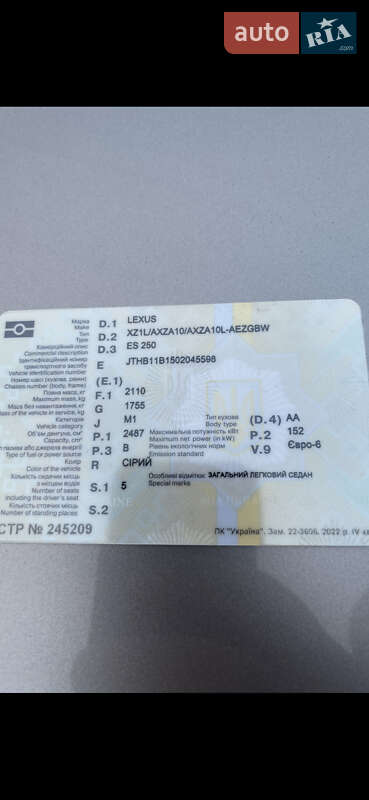 auto RIA.com
Марка
Make D.1 LEXUS
Тип
Type D.2 XZ1L/AXZA10/AXZA10L-AEZGBW
Комерційний опис
Commercial description D.3 ES 250
Ідентифікаційний номер
транспортного засобу
Vehicle identification number E JTHB11B1502045598
Номер шасі (кузова, рами)
Chassis number (body, frame) (E.1)
Повна маса, кг
Maximum mass, kg F.1 2110
Маса без навантаження, кг
Mass of the vehicle in service, kg G 1755
Категорія
Vehicle category J M1 Тип кузова
Body type (D.4) АА
Об'єм двигуна, см³
Capacity, cm³ P.1 2487 Максимальна потужність кВт
Maximum net power (in kW) P.2 152
палива або джерела енергії
Type of fuel or power source P.3 B Рівень екологічних норм
Emission standard V.9 Євро-6
Колір
Color of the vehicle R СІРИЙ
Кількість сидячих місць
з місцем водія
Number of seats
including the driver's seat S.1 5 Особливі відмітки ЗАГАЛЬНИЙ ЛЕГКОВИЙ СЕДАН
Special marks
Кількість стоячих місць
Number of standing places S.2
СТР № 245209 ПК "Україна". Зам. 22-3606. 2022 р. IV кв